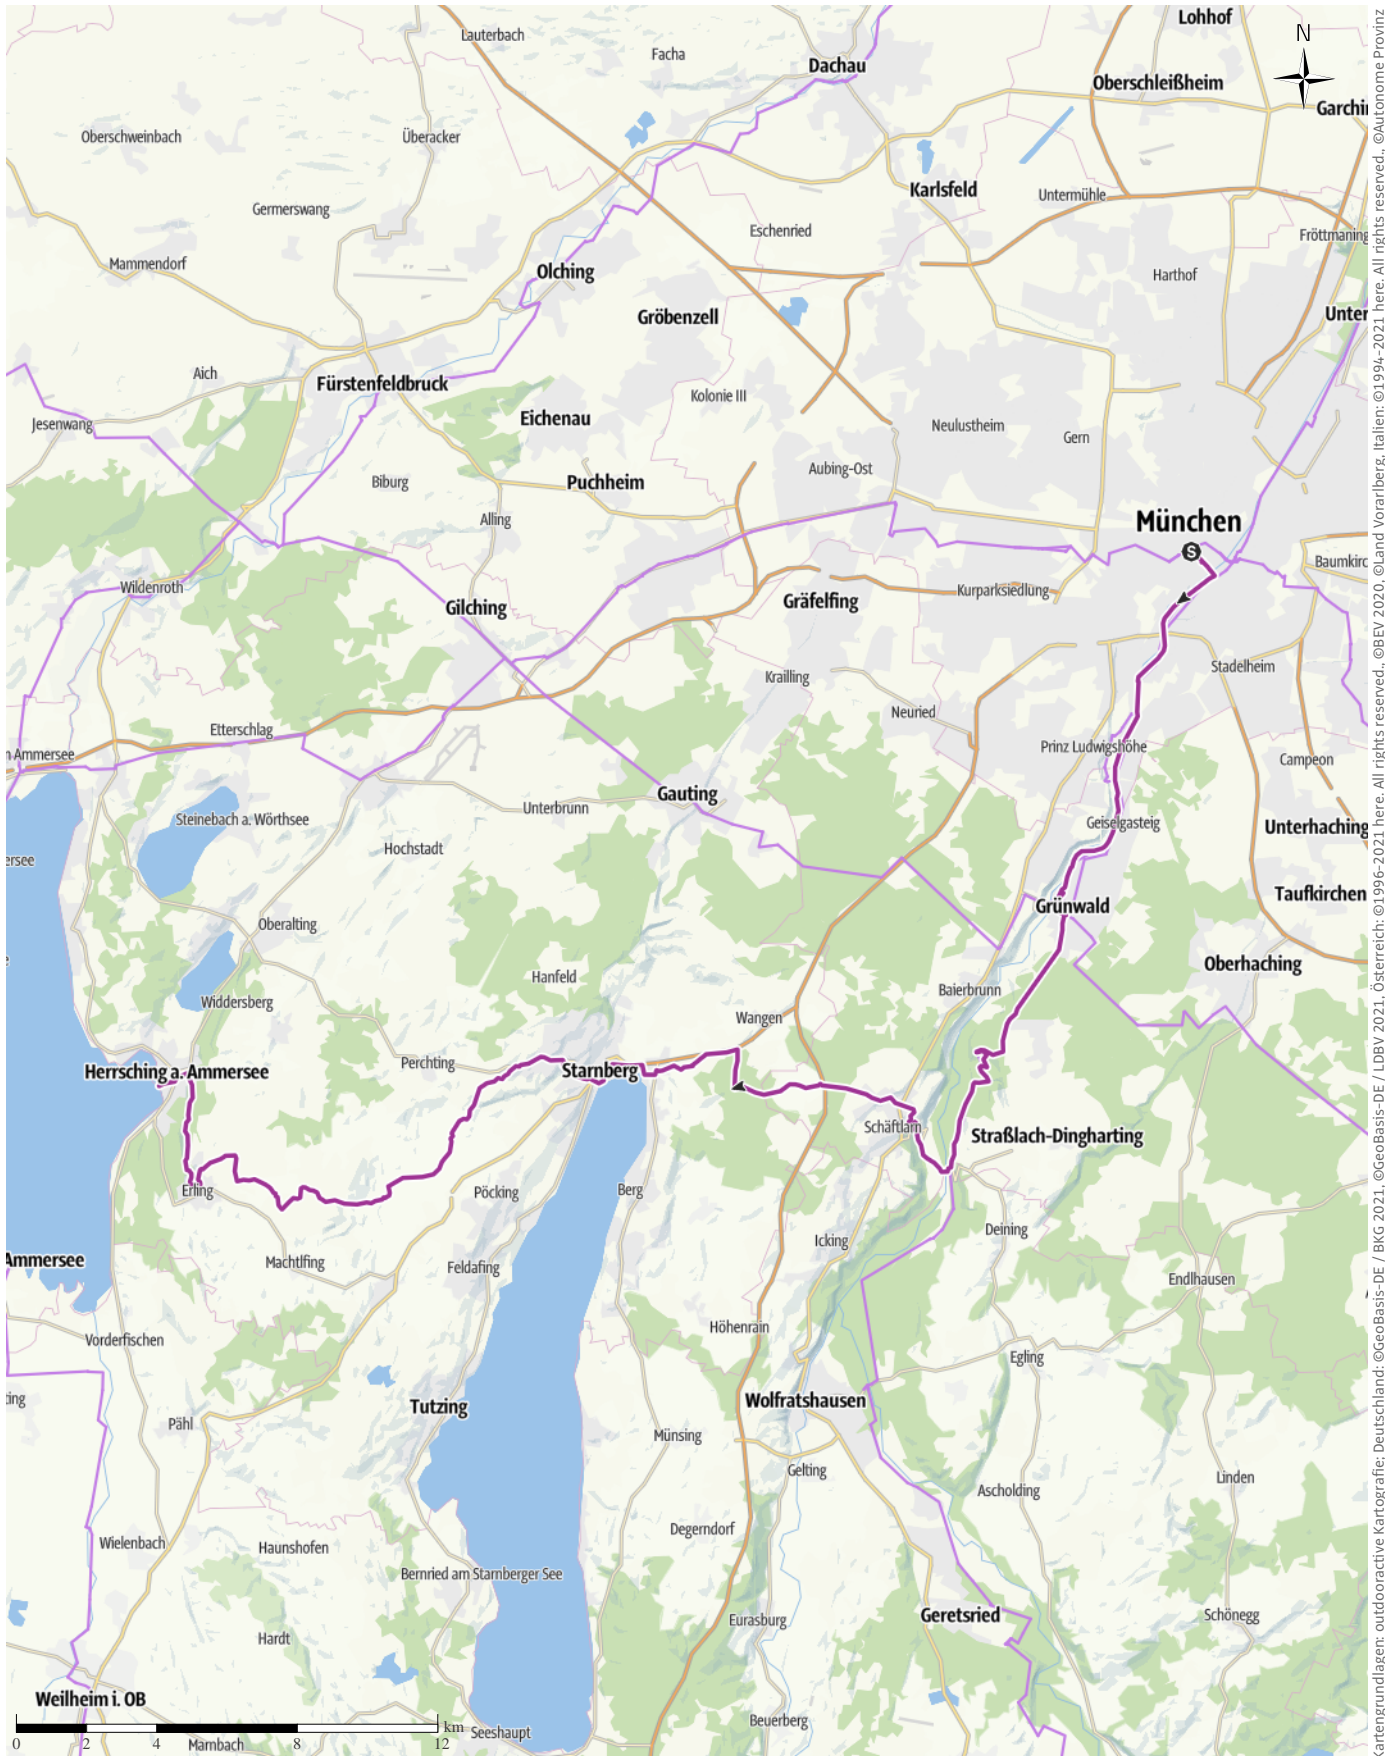 Lohhof
N
Lauterbach
Facha
Dachau
Oberschleißheim
Garchi
Oberschweinbach
Überacker
Karlsfeld
Untermühle
Germerswang
Eschenried
Fröttmaning
Mammendorf
Olching
Harthof
Gröbenzell
Unter
Aich
Fürstenfeldbruck
Kolonie III
Jesenwang
Eichenau
Neulustheim
Gern
Aubing-Ost
Biburg
Puchheim
Alling
München
S
Baumkirc
Wildenroth
Gilching
Gräfelfing
Kurparksiedlung
Krailling
Stadelheim
Neuried
Etterschlag
n Ammersee
Prinz Ludwigshöhe
Campeon
Gauting
Unterbrunn
Steinebach a. Wörthsee
Geiselgasteig
Unterhaching
Hochstadt
ersee
Taufkirchen
Grünwald
Oberalting
e
Oberhaching
Hanfeld
Baierbrunn
Widdersberg
Wangen
Perchting
Herrsching a. Ammersee
Starnberg
Schäftlarn
Straßlach-Dingharting
Erling
Pöcking
Berg
Deining
Icking
Ammersee
Machtlfing
Feldafing
Endlhausen
Höhenrain
Vorderfischen
Egling
ting
Wolfratshausen
Tutzing
Pähl
Münsing
Gelting
Linden
Ascholding
Degerndorf
Wielenbach
Haunshofen
Bernried am Starnberger See
Geretsried
Schönegg
Eurasburg
Hardt
Weilheim i. OB
Beuerberg
km
Seeshaupt
0 2 4 8 12
Marnbach
artengrundlagen: outdooractive Kartografie; Deutschland: ©GeoBasis-DE / BKG 2021, ©GeoBasis-DE / LDBV 2021, Österreich: ©1996-2021 here. All rights reserved., ©BEV 2020, ©Land Vorarlberg, Italien: ©1994-2021 here. All rights reserved., ©Autonome Provinz